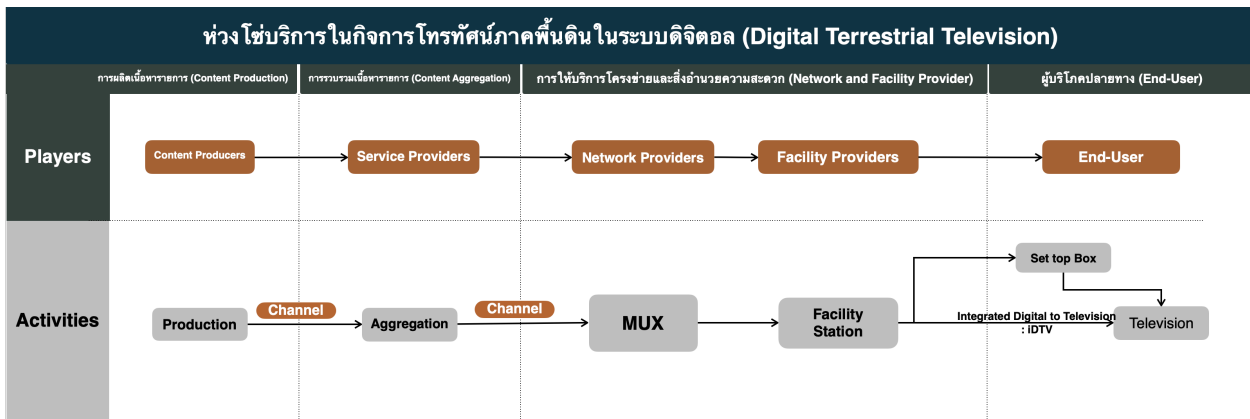 ห่วงโซ่บริการในกิจการโทรทัศน์ภาคพื้นดินในระบบดิจิตอล (Digital Terrestrial Television)
การผลิตเนื้อหารายการ (Content Production)
การรวบรวมเนื้อหารายการ (Content Aggregation)
การให้บริการโครงข่ายและสิ่งอำนวยความสะดวก (Network and Facility Provider)
ผู้บริโภคปลายทาง (End-User)
Players
Content Producers
Service Providers
Network Providers
Facility Providers
End-User
Activities
Production
Channel
Aggregation
Channel
MUX
Facility
Station
Set top Box
Integrated Digital to Television
: iDTV
Television